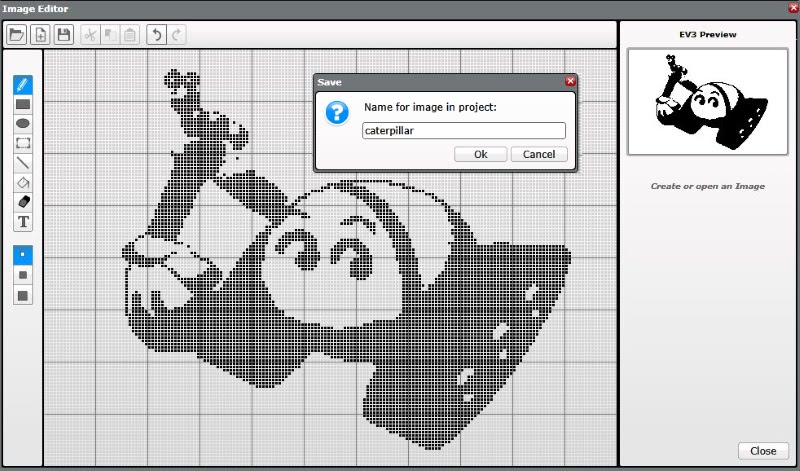 Image Editor
EV3 Preview
Save
Name for image in project:
caterpillar
Ok
Cancel
Create or open an Image
T
Close